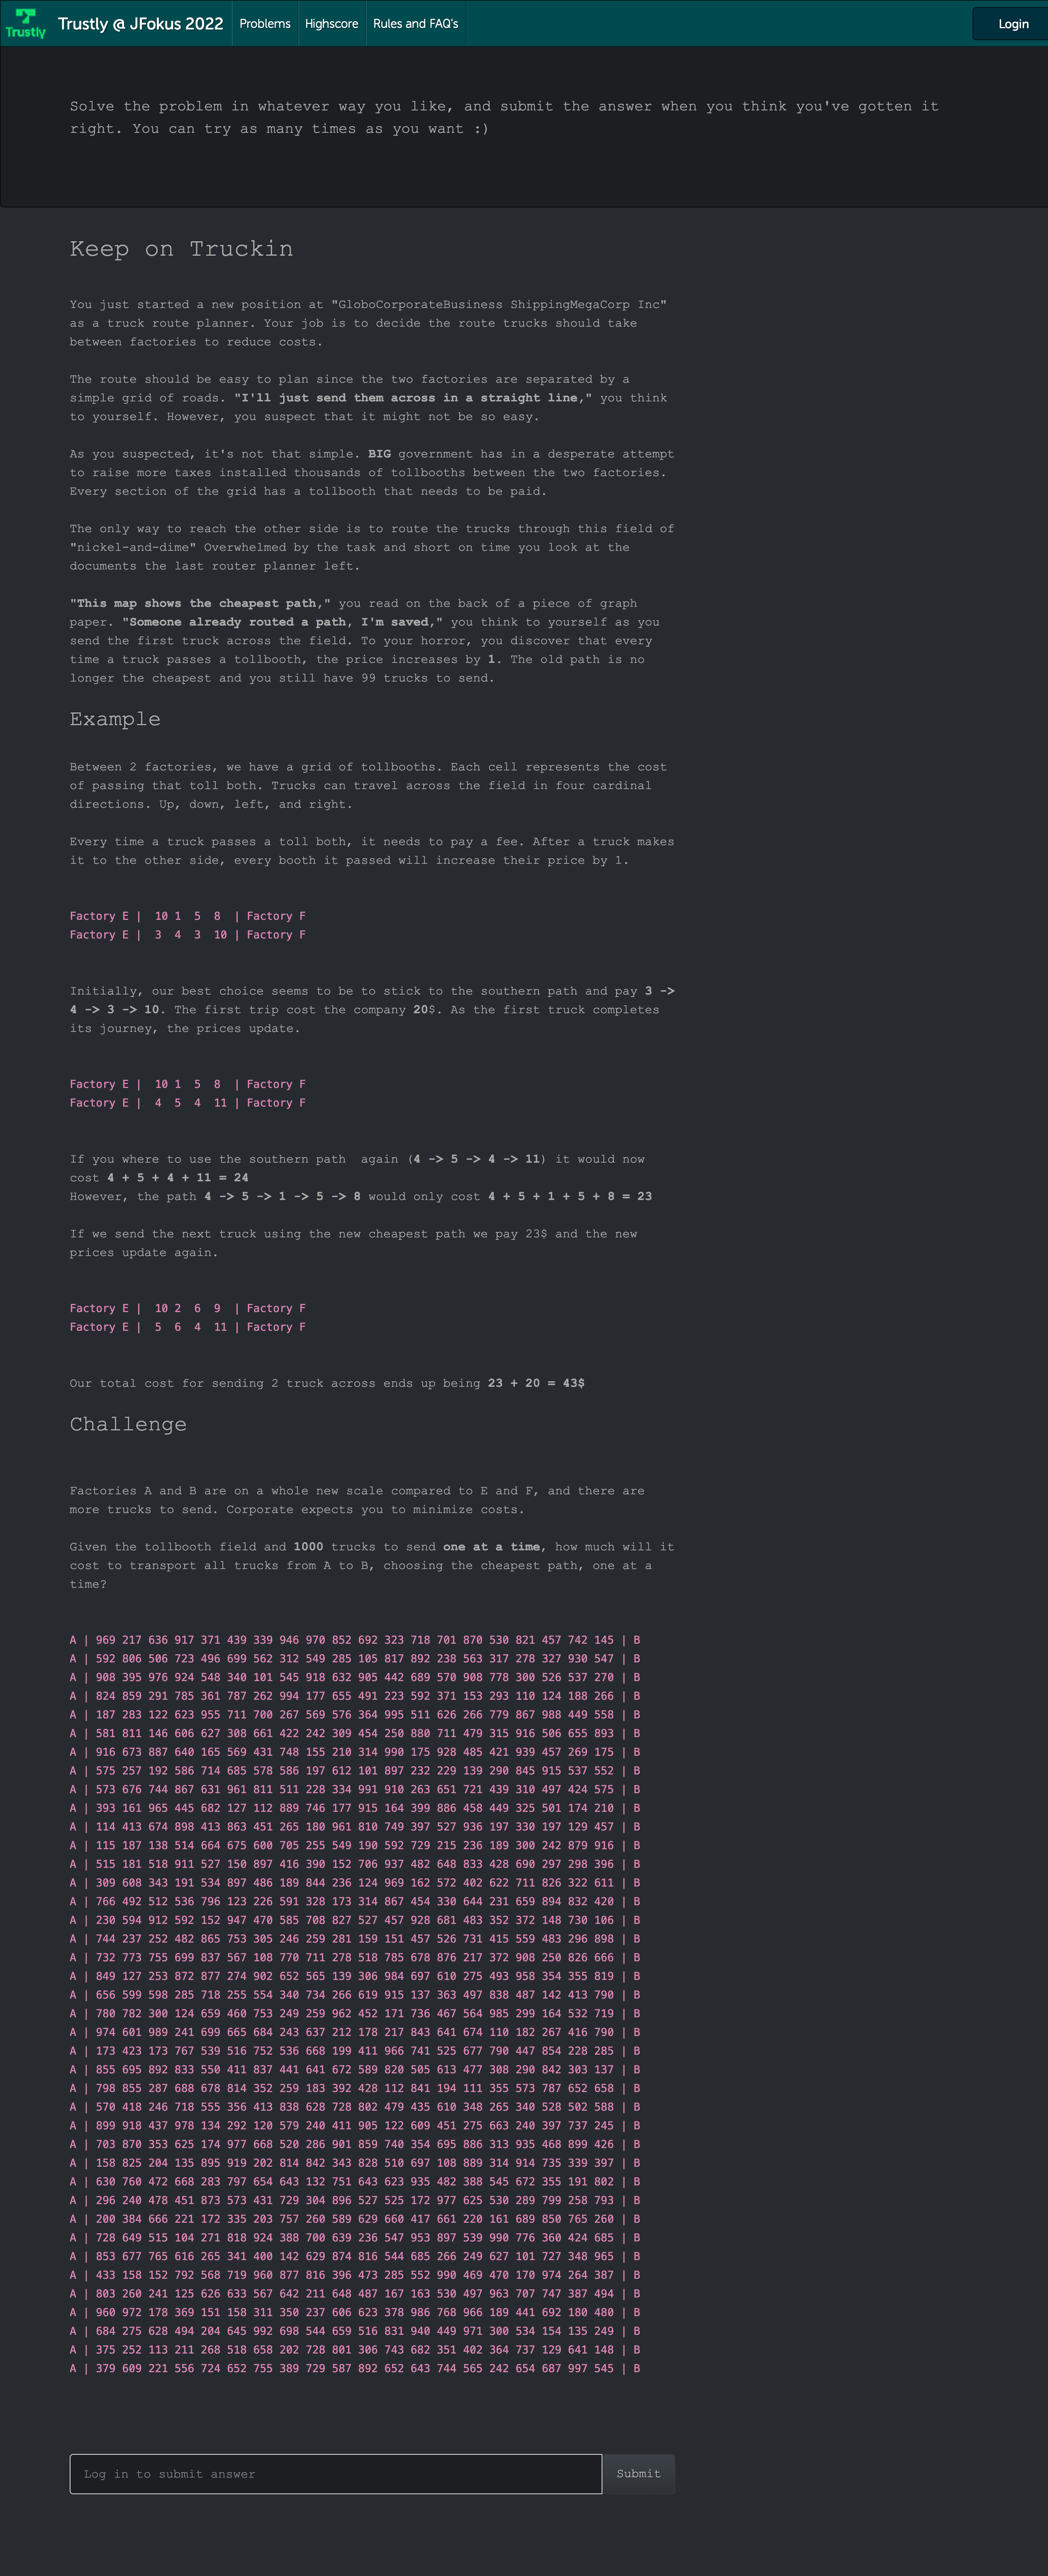 Trustly
Trustly @ JFokus 2022
Problems
Highscore
Rules and FAQ's
Login
Solve the problem in whatever way you like, and submit the answer when you think you've gotten it
right. You can try as many times as you want :)
Keep on Truckin
You just started a new position at "GloboCorporateBusiness ShippingMegaCorp Inc"
as a truck route planner. Your job is to decide the route trucks should take
between factories to reduce costs.
The route should be easy to plan since the two factories are separated by a
simple grid of roads. "I'll just send them across in a straight line," you think
to yourself. However, you suspect that it might not be so easy.
As you suspected, it's not that simple. BIG government has in a desperate attempt
to raise more taxes installed thousands of tollbooths between the two factories.
Every section of the grid has a tollbooth that needs to be paid.
The only way to reach the other side is to route the trucks through this field of
"nickel-and-dime" Overwhelmed by the task and short on time you look at the
documents the last router planner left.
"This map shows the cheapest path," you read on the back of a piece of graph
paper. "Someone already routed a path, I'm saved," you think to yourself as you
send the first truck across the field. To your horror, you discover that every
time a truck passes a tollbooth, the price increases by 1. The old path is no
longer the cheapest and you still have 99 trucks to send.
Example
Between 2 factories, we have a grid of tollbooths. Each cell represents the cost
of passing that toll both. Trucks can travel across the field in four cardinal
directions. Up, down, left, and right.
Every time a truck passes a toll both, it needs to pay a fee. After a truck makes
it to the other side, every booth it passed will increase their price by 1.
Factory E |  10 1  5  8  | Factory F
Factory E |  3  4  3  10 | Factory F
Initially, our best choice seems to be to stick to the southern path and pay 3 ->
4 -> 3 -> 10. The first trip cost the company 20$. As the first truck completes
its journey, the prices update.
Factory E |  10 1  5  8  | Factory F
Factory E |  4  5  4  11 | Factory F
If you where to use the southern path  again (4 -> 5 -> 4 -> 11) it would now
cost 4 + 5 + 4 + 11 = 24
However, the path 4 -> 5 -> 1 -> 5 -> 8 would only cost 4 + 5 + 1 + 5 + 8 = 23
If we send the next truck using the new cheapest path we pay 23$ and the new
prices update again.
Factory E |  10 2  6  9  | Factory F
Factory E |  5  6  4  11 | Factory F
Our total cost for sending 2 truck across ends up being 23 + 20 = 43$
Challenge
Factories A and B are on a whole new scale compared to E and F, and there are
more trucks to send. Corporate expects you to minimize costs.
Given the tollbooth field and 1000 trucks to send one at a time, how much will it
cost to transport all trucks from A to B, choosing the cheapest path, one at a
time?
A | 969 217 636 917 371 439 339 946 970 852 692 323 718 701 870 530 821 457 742 145 | B
A | 592 806 506 723 496 699 562 312 549 285 105 817 892 238 563 317 278 327 930 547 | B
A | 908 395 976 924 548 340 101 545 918 632 905 442 689 570 908 778 300 526 537 270 | B
A | 824 859 291 785 361 787 262 994 177 655 491 223 592 371 153 293 110 124 188 266 | B
A | 187 283 122 623 955 711 700 267 569 576 364 995 511 626 266 779 867 988 449 558 | B
A | 581 811 146 606 627 308 661 422 242 309 454 250 880 711 479 315 916 506 655 893 | B
A | 916 673 887 640 165 569 431 748 155 210 314 990 175 928 485 421 939 457 269 175 | B
A | 575 257 192 586 714 685 578 586 197 612 101 897 232 229 139 290 845 915 537 552 | B
A | 573 676 744 867 631 961 811 511 228 334 991 910 263 651 721 439 310 497 424 575 | B
A | 393 161 965 445 682 127 112 889 746 177 915 164 399 886 458 449 325 501 174 210 | B
A | 114 413 674 898 413 863 451 265 180 961 810 749 397 527 936 197 330 197 129 457 | B
A | 115 187 138 514 664 675 600 705 255 549 190 592 729 215 236 189 300 242 879 916 | B
A | 515 181 518 911 527 150 897 416 390 152 706 937 482 648 833 428 690 297 298 396 | B
A | 309 608 343 191 534 897 486 189 844 236 124 969 162 572 402 622 711 826 322 611 | B
A | 766 492 512 536 796 123 226 591 328 173 314 867 454 330 644 231 659 894 832 420 | B
A | 230 594 912 592 152 947 470 585 708 827 527 457 928 681 483 352 372 148 730 106 | B
A | 744 237 252 482 865 753 305 246 259 281 159 151 457 526 731 415 559 483 296 898 | B
A | 732 773 755 699 837 567 108 770 711 278 518 785 678 876 217 372 908 250 826 666 | B
A | 849 127 253 872 877 274 902 652 565 139 306 984 697 610 275 493 958 354 355 819 | B
A | 656 599 598 285 718 255 554 340 734 266 619 915 137 363 497 838 487 142 413 790 | B
A | 780 782 300 124 659 460 753 249 259 962 452 171 736 467 564 985 299 164 532 719 | B
A | 974 601 989 241 699 665 684 243 637 212 178 217 843 641 674 110 182 267 416 790 | B
A | 173 423 173 767 539 516 752 536 668 199 411 966 741 525 677 790 447 854 228 285 | B
A | 855 695 892 833 550 411 837 441 641 672 589 820 505 613 477 308 290 842 303 137 | B
A | 798 855 287 688 678 814 352 259 183 392 428 112 841 194 111 355 573 787 652 658 | B
A | 570 418 246 718 555 356 413 838 628 728 802 479 435 610 348 265 340 528 502 588 | B
A | 899 918 437 978 134 292 120 579 240 411 905 122 609 451 275 663 240 397 737 245 | B
A | 703 870 353 625 174 977 668 520 286 901 859 740 354 695 886 313 935 468 899 426 | B
A | 158 825 204 135 895 919 202 814 842 343 828 510 697 108 889 314 914 735 339 397 | B
A | 630 760 472 668 283 797 654 643 132 751 643 623 935 482 388 545 672 355 191 802 | B
A | 296 240 478 451 873 573 431 729 304 896 527 525 172 977 625 530 289 799 258 793 | B
A | 200 384 666 221 172 335 203 757 260 589 629 660 417 661 220 161 689 850 765 260 | B
A | 728 649 515 104 271 818 924 388 700 639 236 547 953 897 539 990 776 360 424 685 | B
A | 853 677 765 616 265 341 400 142 629 874 816 544 685 266 249 627 101 727 348 965 | B
A | 433 158 152 792 568 719 960 877 816 396 473 285 552 990 469 470 170 974 264 387 | B
A | 803 260 241 125 626 633 567 642 211 648 487 167 163 530 497 963 707 747 387 494 | B
A | 960 972 178 369 151 158 311 350 237 606 623 378 986 768 966 189 441 692 180 480 | B
A | 684 275 628 494 204 645 992 698 544 659 516 831 940 449 971 300 534 154 135 249 | B
A | 375 252 113 211 268 518 658 202 728 801 306 743 682 351 402 364 737 129 641 148 | B
A | 379 609 221 556 724 652 755 389 729 587 892 652 643 744 565 242 654 687 997 545 | B
Log in to submit answer
Submit